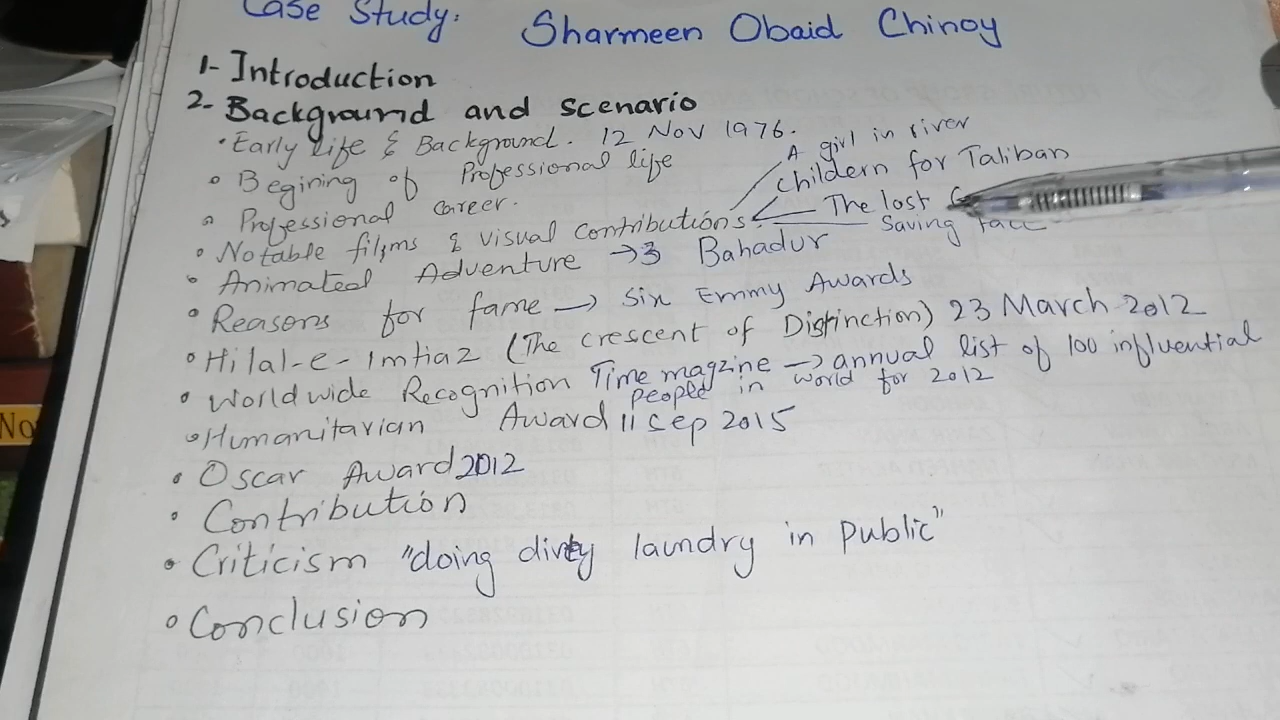 Case Study: Sharmeen Obaid Chinoy
1- Introduction
2- Background and scenario
• Early Life & Background. 12 Nov 1976.
• Begining of Professional life
• Professional career.
• Notable films & visual contributions
A girl in river
childern for Taliban
The lost
Saving face
• Animated Adventure → 3 Bahadur
• Reasons for fame → Six Emmy Awards
• Hilal-e-Imtiaz (The crescent of Distinction) 23 March 2012
• Worldwide Recognition Time magzine → annual list of 100 influential
people in world for 2012
• Humanitarian Award 11 Sep 2015
• Oscar Award 2012
• Contribution
• Criticism "doing dirty laundry in Public"
• Conclusion
No